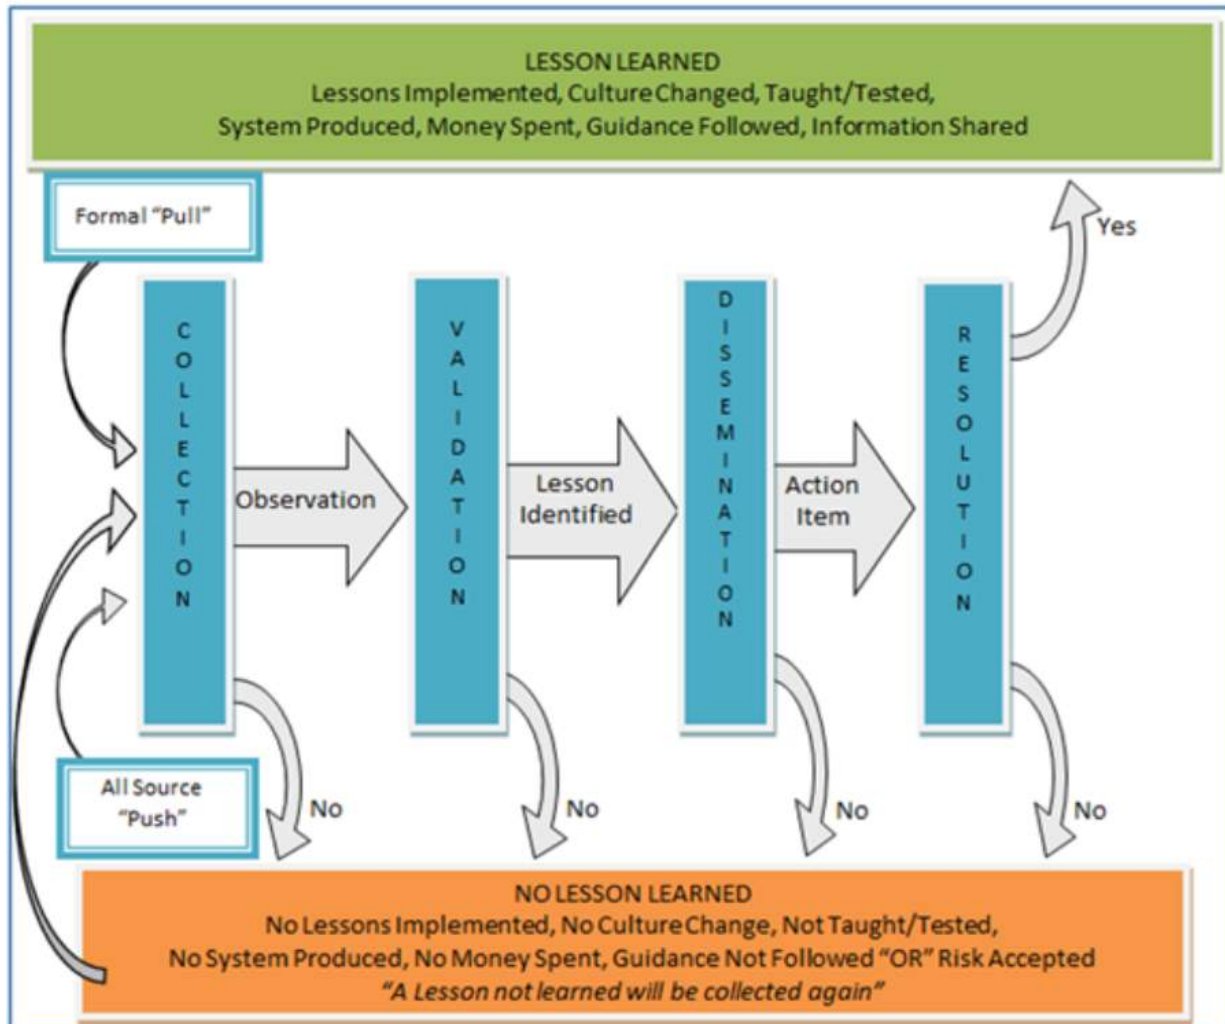 LESSON LEARNED
Lessons Implemented, Culture Changed, Taught/Tested,
System Produced, Money Spent, Guidance Followed, Information Shared
Formal “Pull”
Yes
COLLECTION
VALIDATION
DISSEMINATION
RESOLUTION
Observation
Lesson
Identified
Action
Item
All Source
“Push”
No
No
No
No
NO LESSON LEARNED
No Lessons Implemented, No Culture Change, Not Taught/Tested,
No System Produced, No Money Spent, Guidance Not Followed “OR” Risk Accepted
“A Lesson not learned will be collected again”